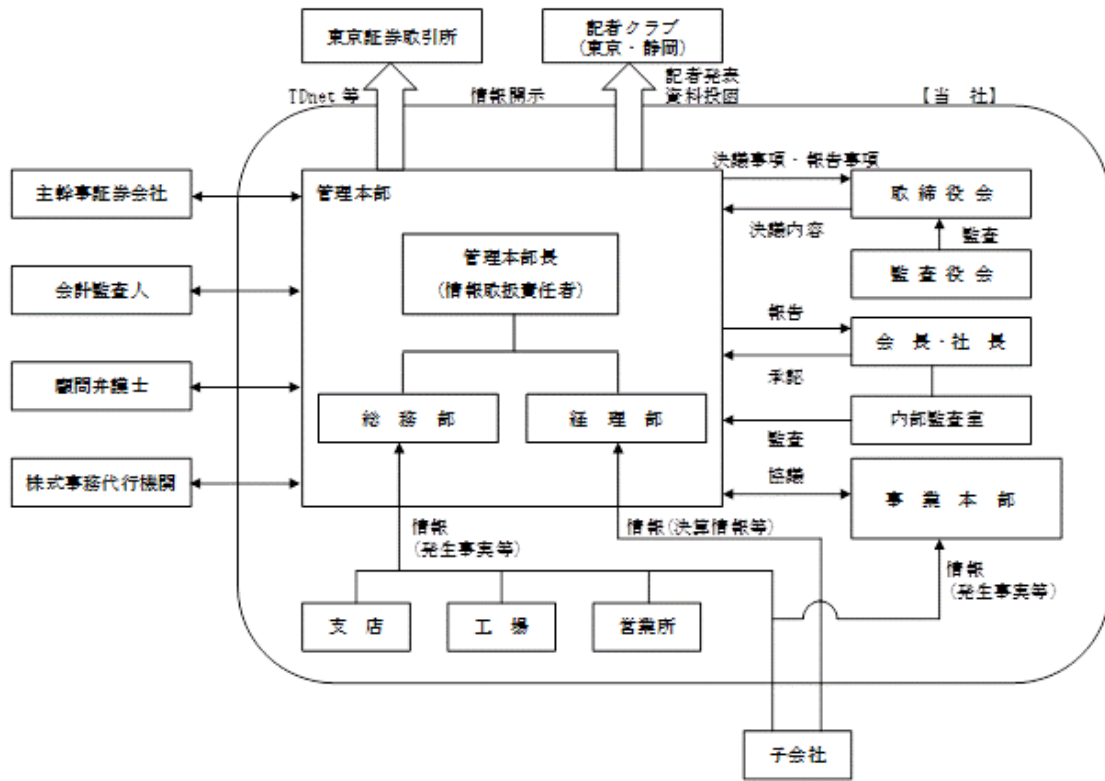 東京証券取引所
記者クラブ
(東京・静岡)
TDnet 等
情報開示
記者発表
資料投函
【当 社】
決議事項・報告事項
主幹事証券会社
管理本部
取 締 役 会
決議内容
監査
管理本部長
(情報取扱責任者)
会計監査人
監 査 役 会
報告
会 長・社 長
承認
顧問弁護士
総 務 部
経 理 部
内部監査室
監査
協議
株式事務代行機関
事 業 本 部
情報
(発生事実等)
情報(決算情報等)
情報
(発生事実等)
支 店
工 場
営業所
子会社